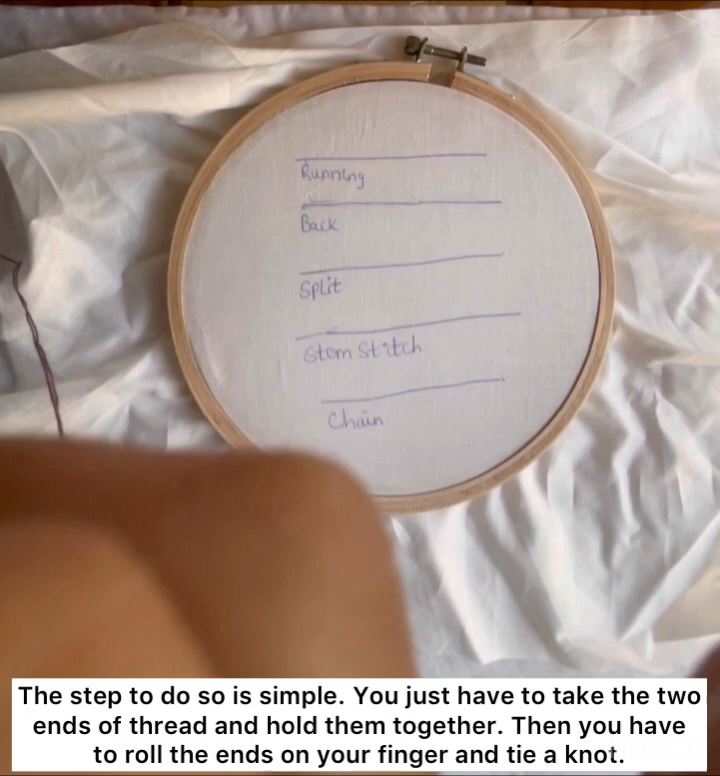 Running
Back
Split
Stem Stitch
Chain
The step to do so is simple. You just have to take the two
ends of thread and hold them together. Then you have
to roll the ends on your finger and tie a knot.